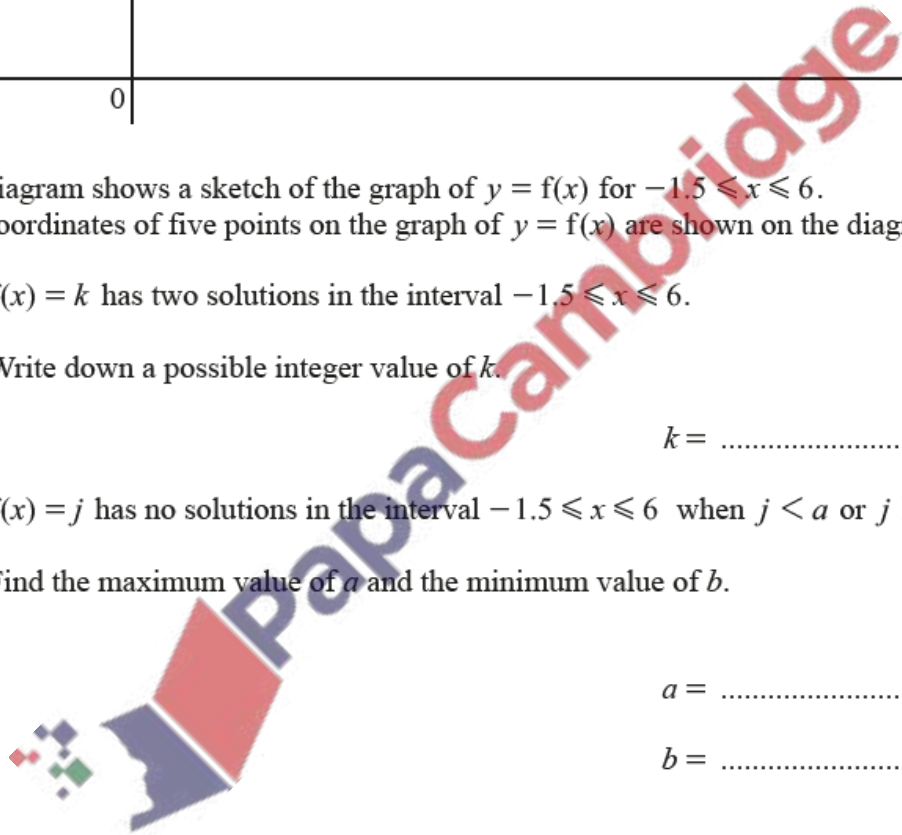 0
iagram shows a sketch of the graph of y = f(x) for −1.5 ⩽ x ⩽ 6.
oordinates of five points on the graph of y = f(x) are shown on the diag
(x) = k has two solutions in the interval −1.5 ⩽ x ⩽ 6.
Write down a possible integer value of k.
k = ........................
(x) = j has no solutions in the interval −1.5 ⩽ x ⩽ 6 when j < a or j
Find the maximum value of a and the minimum value of b.
a = ........................
b = ........................
PapaCambridge